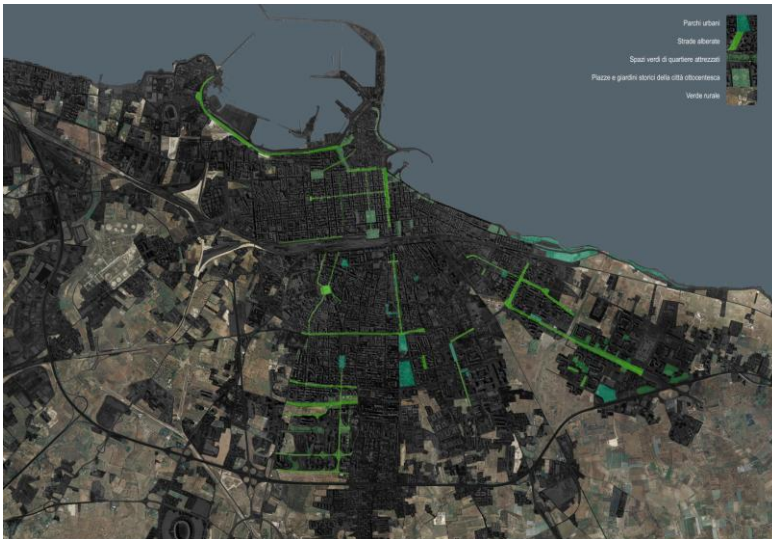 Parchi urbani
Strade alberate
Spazi verdi di quartiere attrezzati
Piazze e giardini storici della città ottocentesca
Verde rurale